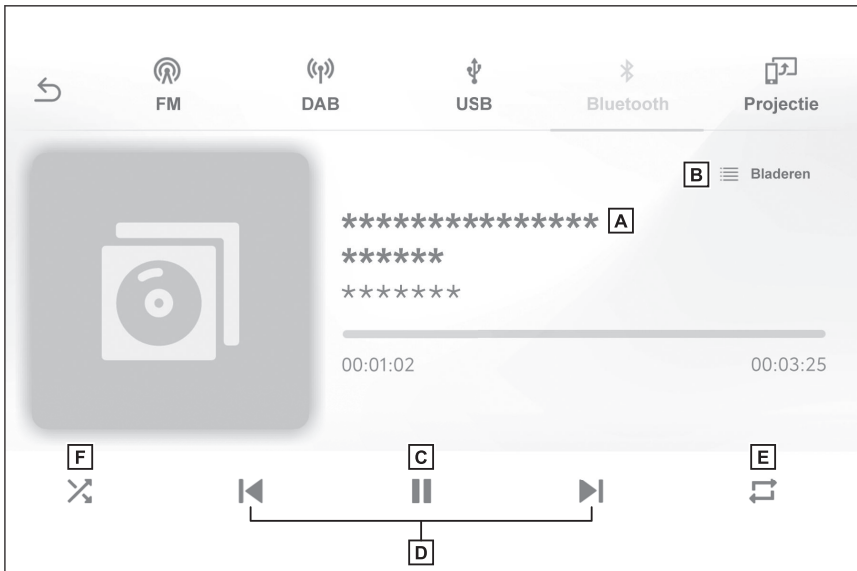 FM DAB USB Bluetooth Projectie
B Bladeren
*************** A
******
*******
00:01:02 00:03:25
F C E
D